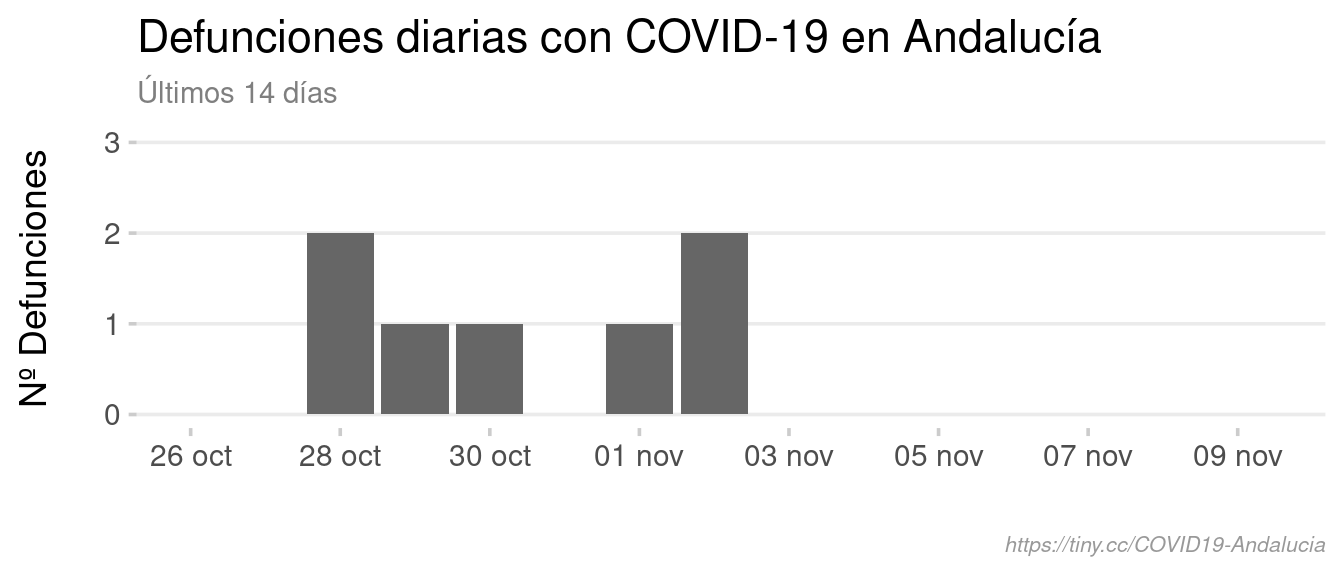 Defunciones diarias con COVID-19 en Andalucía
Últimos 14 días
Nº Defunciones
3
2
1
0
26 oct 28 oct 30 oct 01 nov 03 nov 05 nov 07 nov 09 nov
https://tiny.cc/COVID19-Andalucia